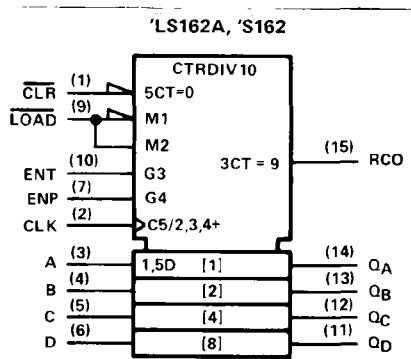 'LS162A, 'S162
CTRDIV10
CLR (1) 5CT=0
LOAD (9) M1
M2
ENT (10) G3 3CT = 9 (15) RCO
ENP (7) G4
CLK (2) C5/2,3,4+
A (3) 1,5D [1] (14) QA
B (4) [2] (13) QB
C (5) [4] (12) QC
D (6) [8] (11) QD